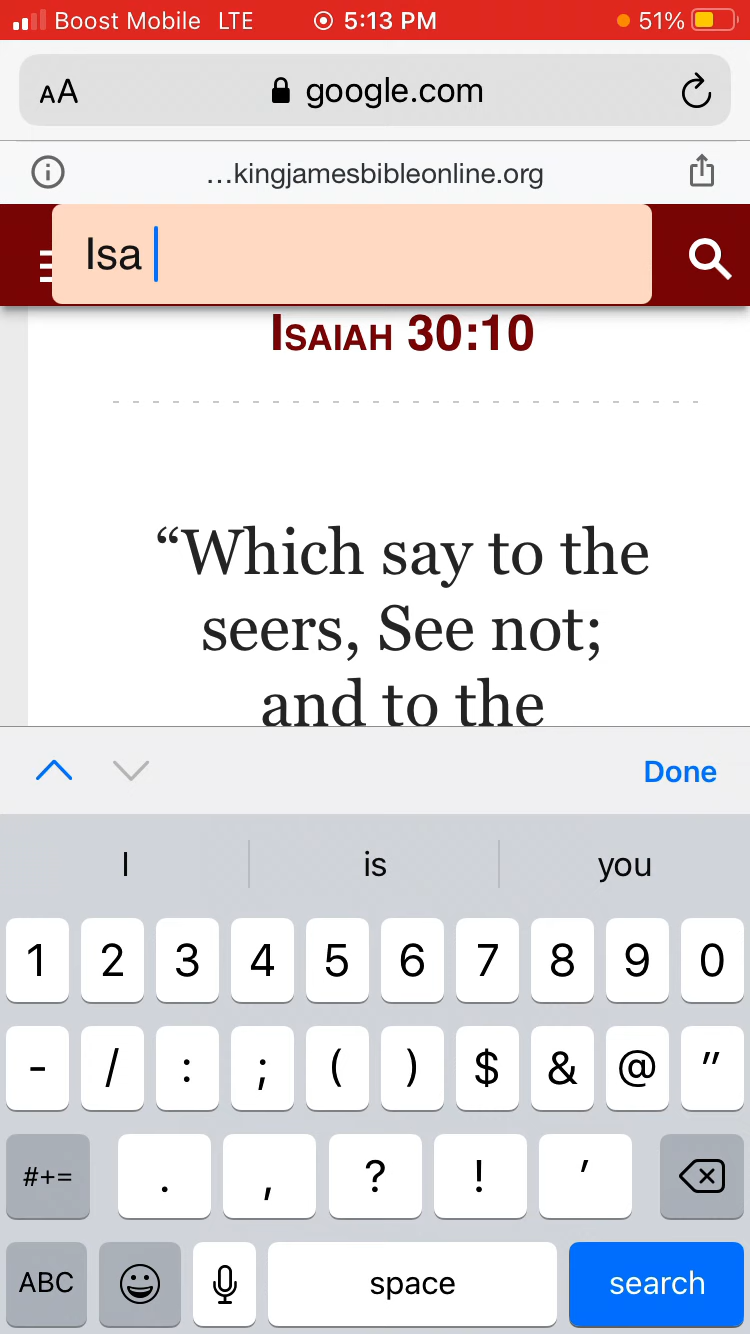 Boost Mobile LTE 5:13 PM 51%
AA google.com
...kingjamesbibleonline.org
Isa
ISAIAH 30:10
“Which say to the
seers, See not;
and to the
Done
I is you
1 2 3 4 5 6 7 8 9 0
- / : ; ( ) $ & @ "
#+= . , ? ! '
ABC space search